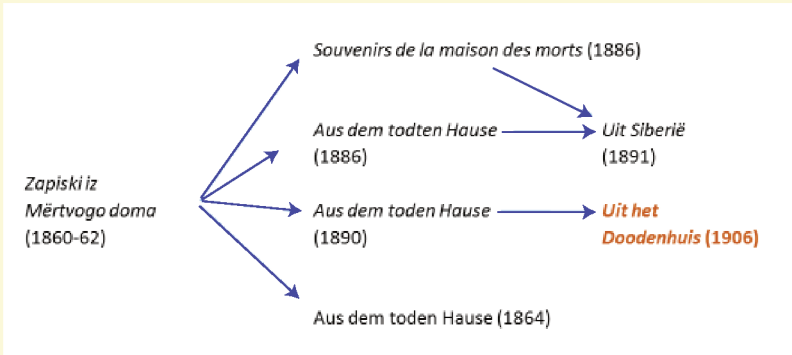 Souvenirs de la maison des morts (1886)
Aus dem todten Hause
(1886)
Uit Siberië
(1891)
Zapiski iz
Mërtvogo doma
(1860-62)
Aus dem toden Hause
(1890)
Uit het
Doodenhuis (1906)
Aus dem toden Hause (1864)